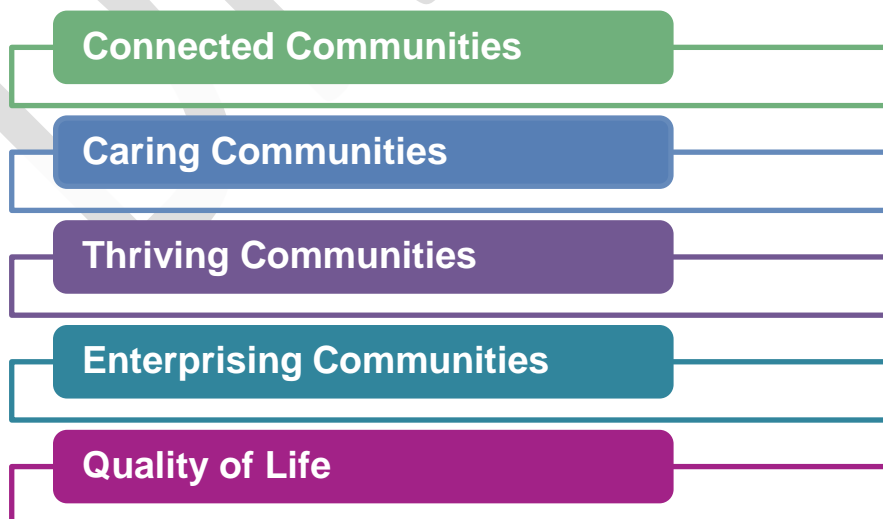 Connected Communities
Caring Communities
Thriving Communities
Enterprising Communities
Quality of Life